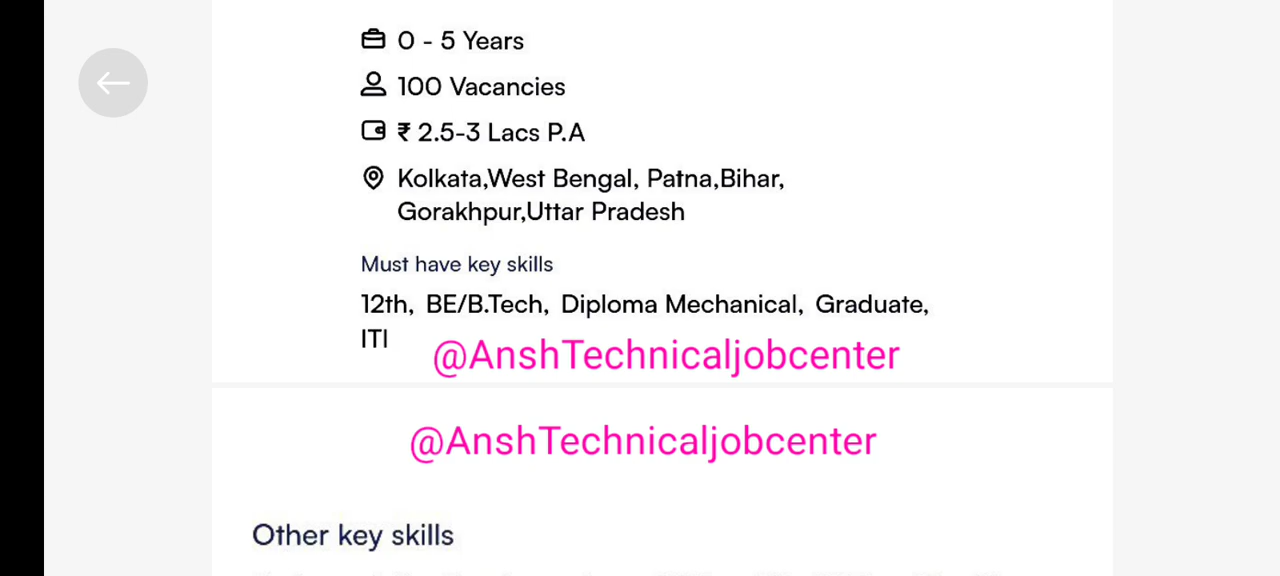 0 - 5 Years
100 Vacancies
₹ 2.5-3 Lacs P.A
Kolkata,West Bengal, Patna,Bihar,
Gorakhpur,Uttar Pradesh
Must have key skills
12th, BE/B.Tech, Diploma Mechanical, Graduate,
ITI
@AnshTechnicaljobcenter
@AnshTechnicaljobcenter
Other key skills